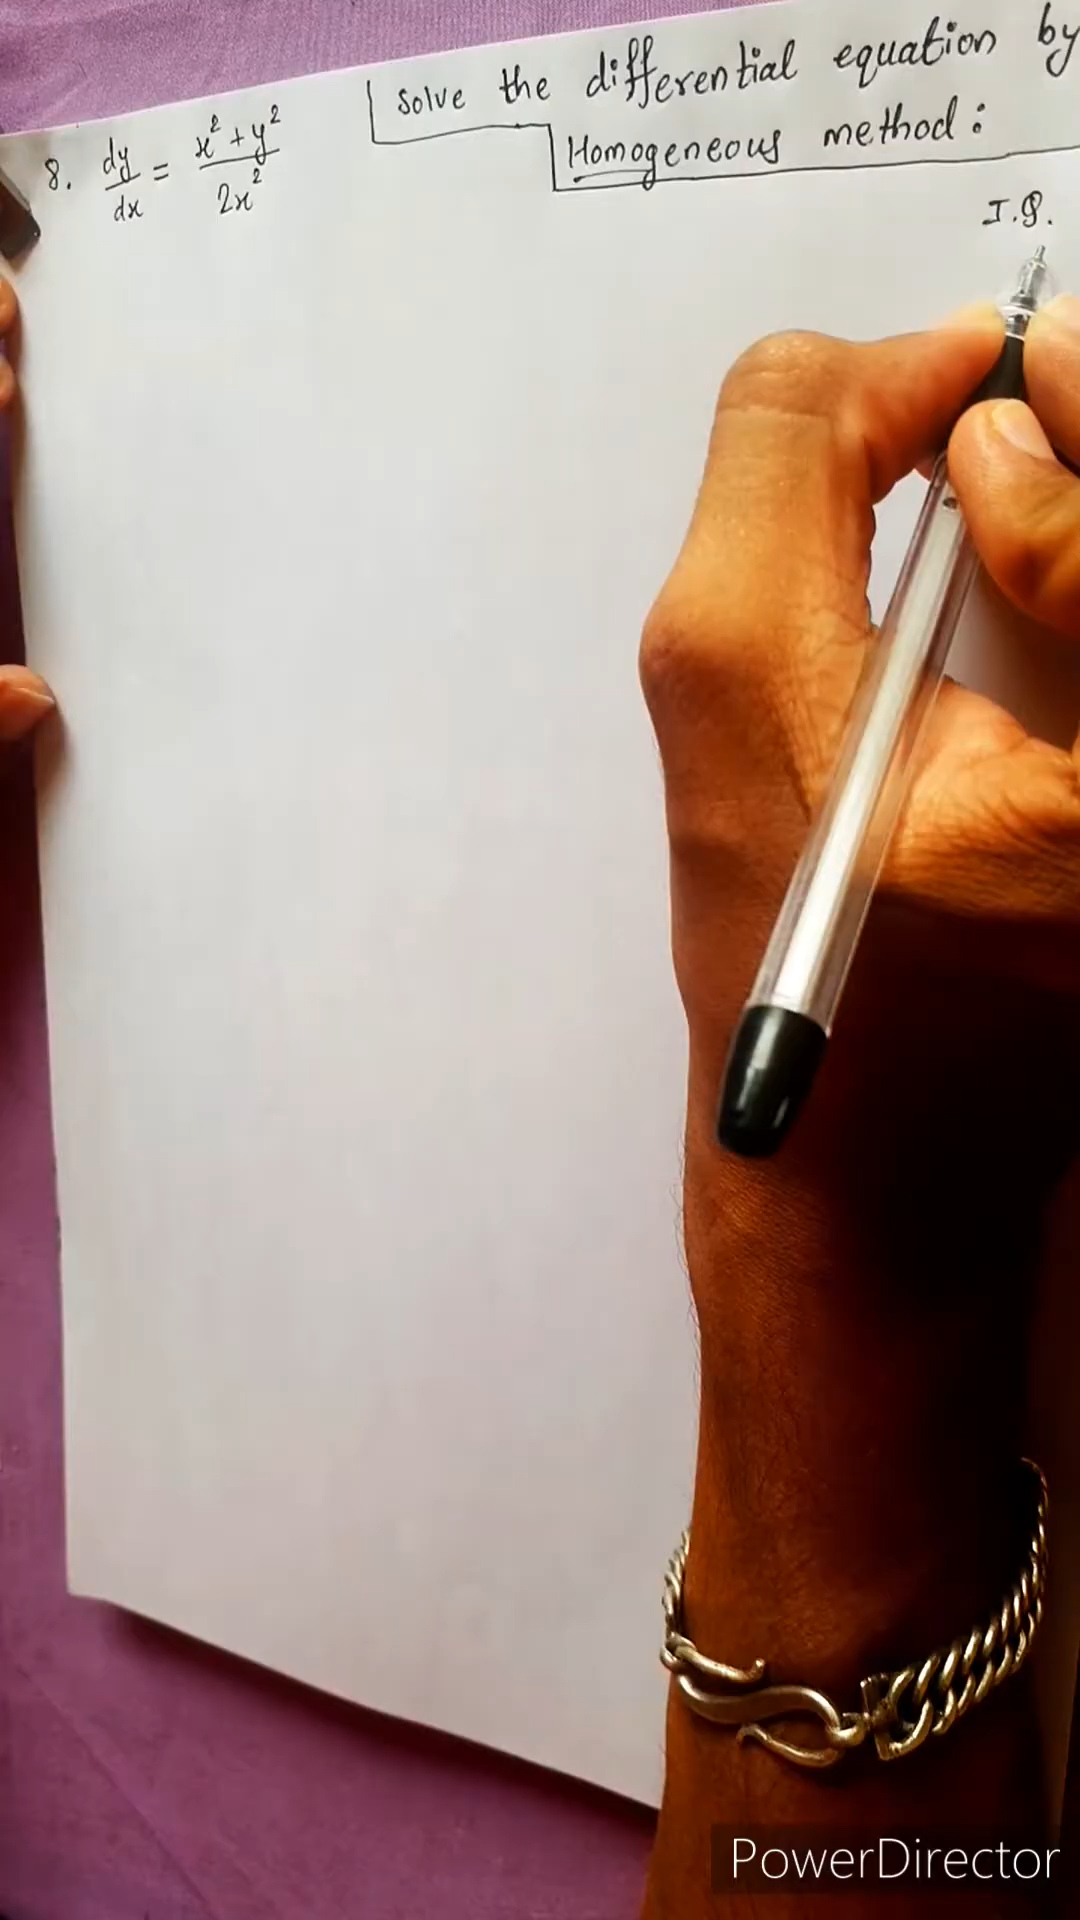 Solve the differential equation by
Homogeneous method:
8. dy/dx = x² + y² / 2x²
I.Q.
PowerDirector